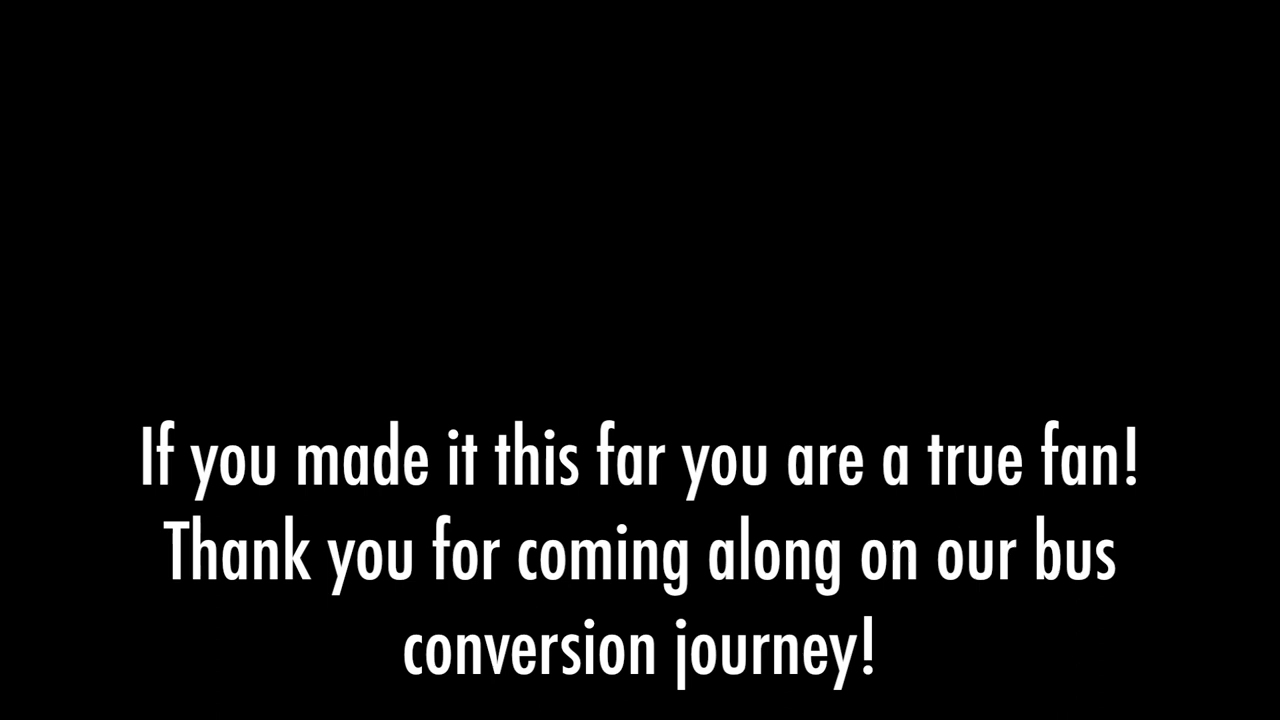 If you made it this far you are a true fan!
Thank you for coming along on our bus
conversion journey!